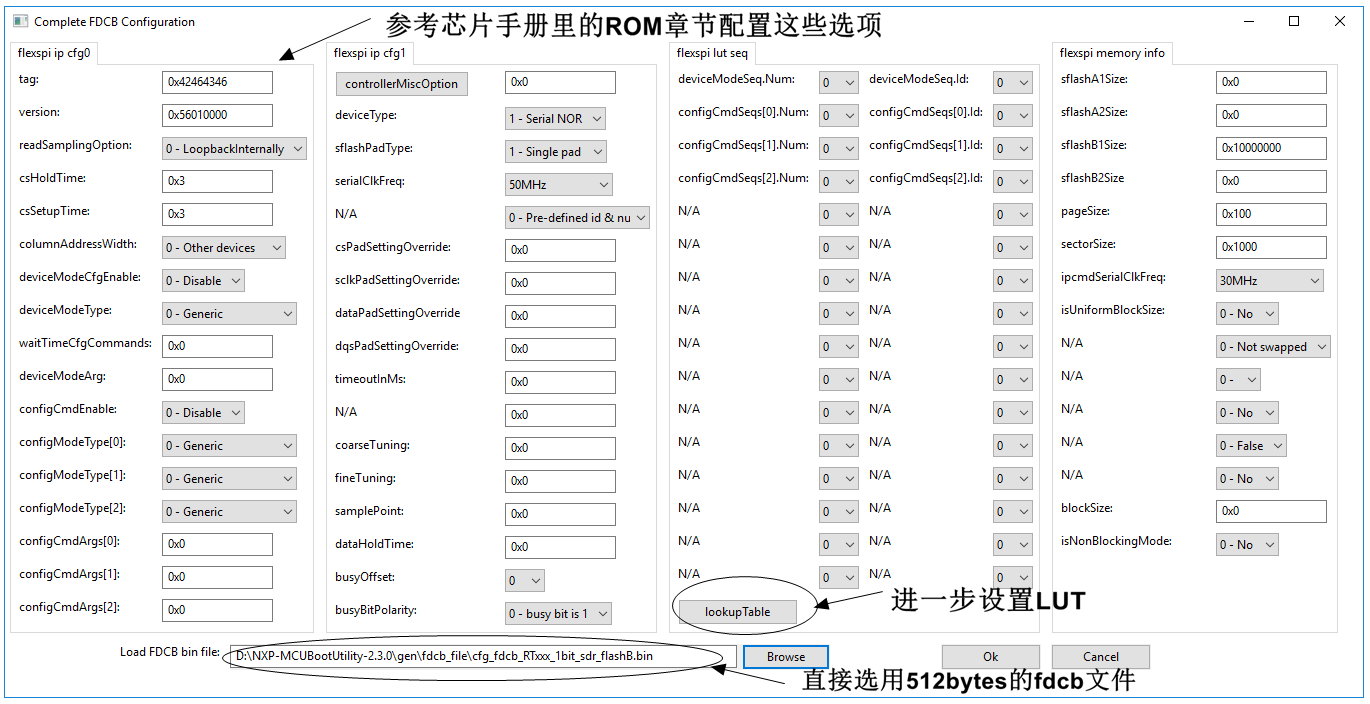 Complete FDCB Configuration
参考芯片手册里的ROM章节配置这些选项
flexspi ip cfg0
tag: 0x42464346
version: 0x56010000
readSamplingOption: 0 - LoopbackInternally
csHoldTime: 0x3
csSetupTime: 0x3
columnAddressWidth: 0 - Other devices
deviceModeCfgEnable: 0 - Disable
deviceModeType: 0 - Generic
waitTimeCfgCommands: 0x0
deviceModeArg: 0x0
configCmdEnable: 0 - Disable
configModeType[0]: 0 - Generic
configModeType[1]: 0 - Generic
configModeType[2]: 0 - Generic
configCmdArgs[0]: 0x0
configCmdArgs[1]: 0x0
configCmdArgs[2]: 0x0
flexspi ip cfg1
controllerMiscOption 0x0
deviceType: 1 - Serial NOR
sflashPadType: 1 - Single pad
serialClkFreq: 50MHz
N/A 0 - Pre-defined id & nu
csPadSettingOverride: 0x0
sclkPadSettingOverride: 0x0
dataPadSettingOverride 0x0
dqsPadSettingOverride: 0x0
timeoutInMs: 0x0
N/A 0x0
coarseTuning: 0x0
fineTuning: 0x0
samplePoint: 0x0
dataHoldTime: 0x0
busyOffset: 0
busyBitPolarity: 0 - busy bit is 1
flexspi lut seq
deviceModeSeq.Num: 0 deviceModeSeq.Id: 0
configCmdSeqs[0].Num: 0 configCmdSeqs[0].Id: 0
configCmdSeqs[1].Num: 0 configCmdSeqs[1].Id: 0
configCmdSeqs[2].Num: 0 configCmdSeqs[2].Id: 0
N/A 0 N/A 0
N/A 0 N/A 0
N/A 0 N/A 0
N/A 0 N/A 0
N/A 0 N/A 0
N/A 0 N/A 0
N/A 0 N/A 0
N/A 0 N/A 0
N/A 0 N/A 0
N/A 0 N/A 0
N/A 0 N/A 0
N/A 0 N/A 0
lookupTable
进一步设置LUT
flexspi memory info
sflashA1Size: 0x0
sflashA2Size: 0x0
sflashB1Size: 0x10000000
sflashB2Size 0x0
pageSize: 0x100
sectorSize: 0x1000
ipcmdSerialClkFreq: 30MHz
isUniformBlockSize: 0 - No
N/A 0 - Not swapped
N/A 0 -
N/A 0 - No
N/A 0 - False
N/A 0 - No
blockSize: 0x0
isNonBlockingMode: 0 - No
Load FDCB bin file: D:\NXP-MCUBootUtility-2.3.0\gen\fdcb_file\cfg_fdcb_RTxxx_1bit_sdr_flashB.bin Browse Ok Cancel
直接选用512bytes的fdcb文件